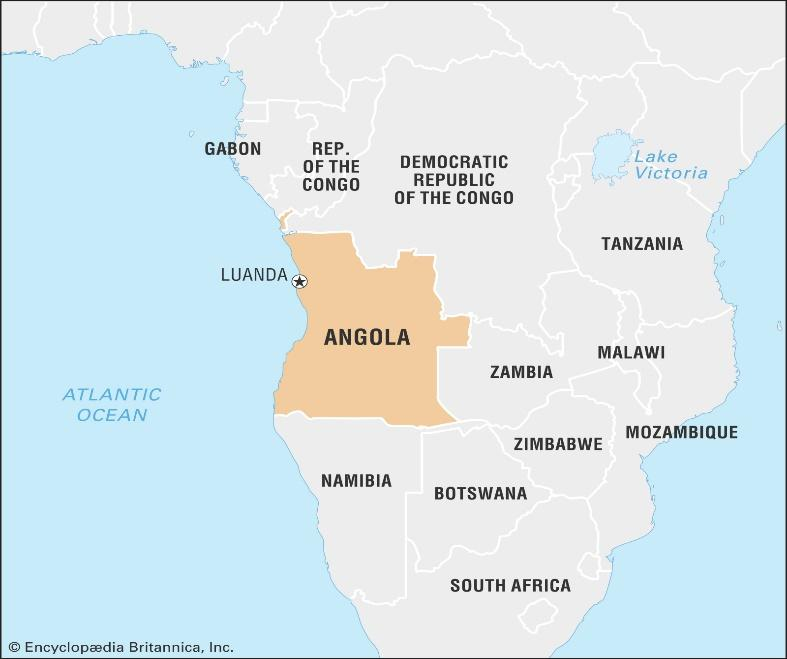 GABON
REP.
OF THE
CONGO
DEMOCRATIC
REPUBLIC
OF THE CONGO
Lake
Victoria
TANZANIA
LUANDA
ANGOLA
MALAWI
ZAMBIA
ATLANTIC
OCEAN
MOZAMBIQUE
ZIMBABWE
NAMIBIA
BOTSWANA
SOUTH AFRICA
© Encyclopædia Britannica, Inc.